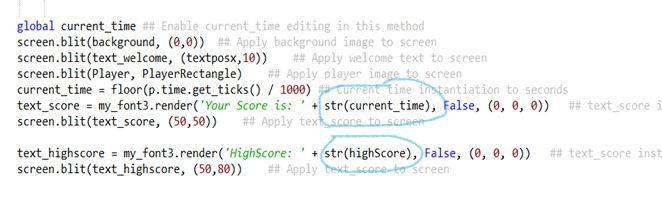 global current_time ## Enable current_time editing in this method
screen.blit(background, (0,0)) ## Apply background image to screen
screen.blit(text_welcome, (textposx,10)) ## Apply welcome text to screen
screen.blit(Player, PlayerRectangle) ## Apply player image to screen
current_time = floor(p.time.get_ticks() / 1000) ## Current time instantiation to seconds
text_score = my_font3.render('Your Score is: ' + str(current_time), False, (0, 0, 0)) ## text_score i
screen.blit(text_score, (50,50)) ## Apply text_score to screen
text_highscore = my_font3.render('HighScore: ' + str(highScore), False, (0, 0, 0)) ## text_score inst
screen.blit(text_highscore, (50,80)) ## Apply text_score to screen